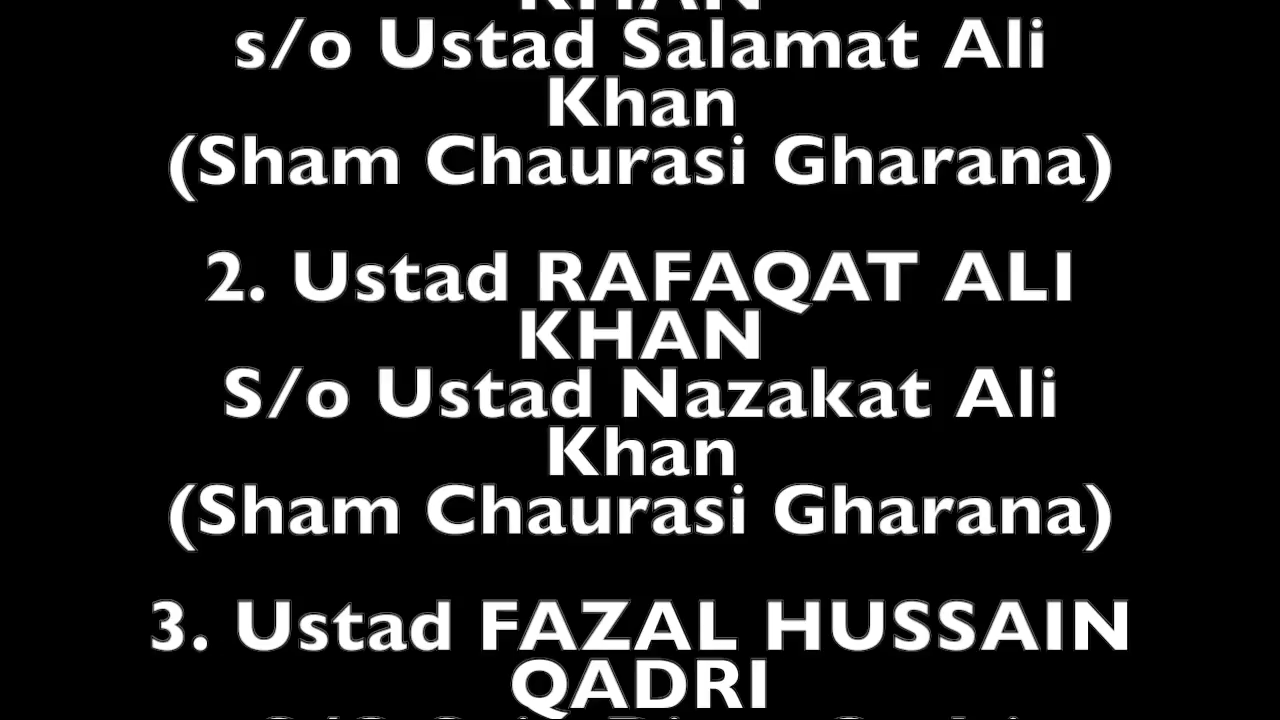 KHAN
s/o Ustad Salamat Ali
Khan
(Sham Chaurasi Gharana)
2. Ustad RAFAQAT ALI
KHAN
S/o Ustad Nazakat Ali
Khan
(Sham Chaurasi Gharana)
3. Ustad FAZAL HUSSAIN
QADRI